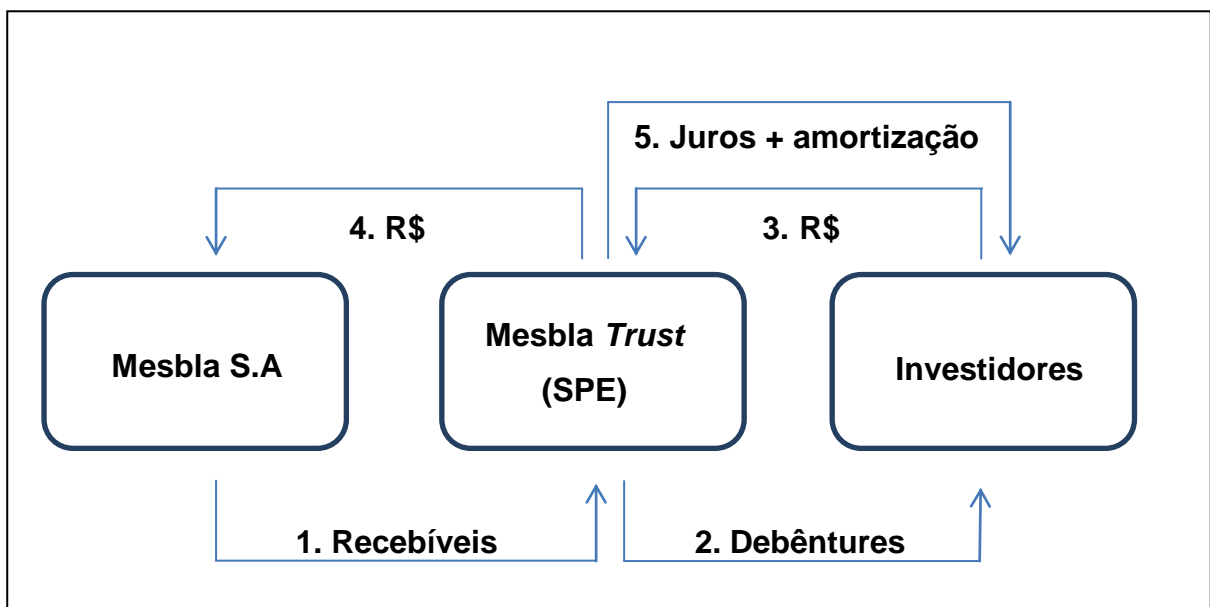 5. Juros + amortização
4. R$
3. R$
Mesbla S.A
Mesbla Trust
(SPE)
Investidores
1. Recebíveis
2. Debêntures